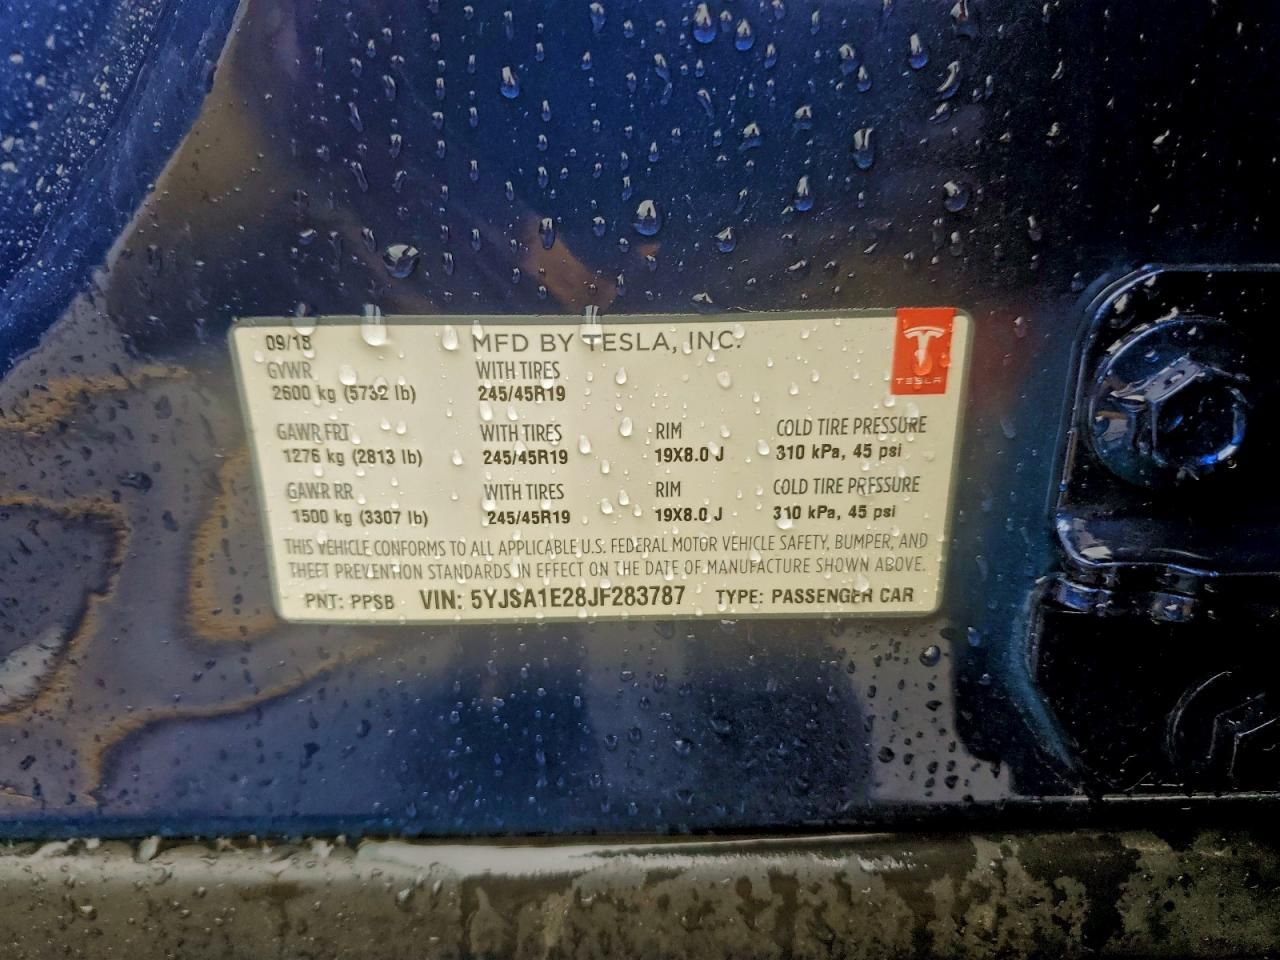 09/18 MFD BY TESLA, INC. TESLA
GVWR WITH TIRES
2600 kg (5732 lb) 245/45R19
GAWR FRT WITH TIRES RIM COLD TIRE PRESSURE
1276 kg (2813 lb) 245/45R19 19X8.0 J 310 kPa, 45 psi
GAWR RR WITH TIRES RIM COLD TIRE PRESSURE
1500 kg (3307 lb) 245/45R19 19X8.0 J 310 kPa, 45 psi
THIS VEHICLE CONFORMS TO ALL APPLICABLE U.S. FEDERAL MOTOR VEHICLE SAFETY, BUMPER, AND
THEFT PREVENTION STANDARDS IN EFFECT ON THE DATE OF MANUFACTURE SHOWN ABOVE.
PNT: PPSB VIN: 5YJSA1E28JF283787 TYPE: PASSENGER CAR